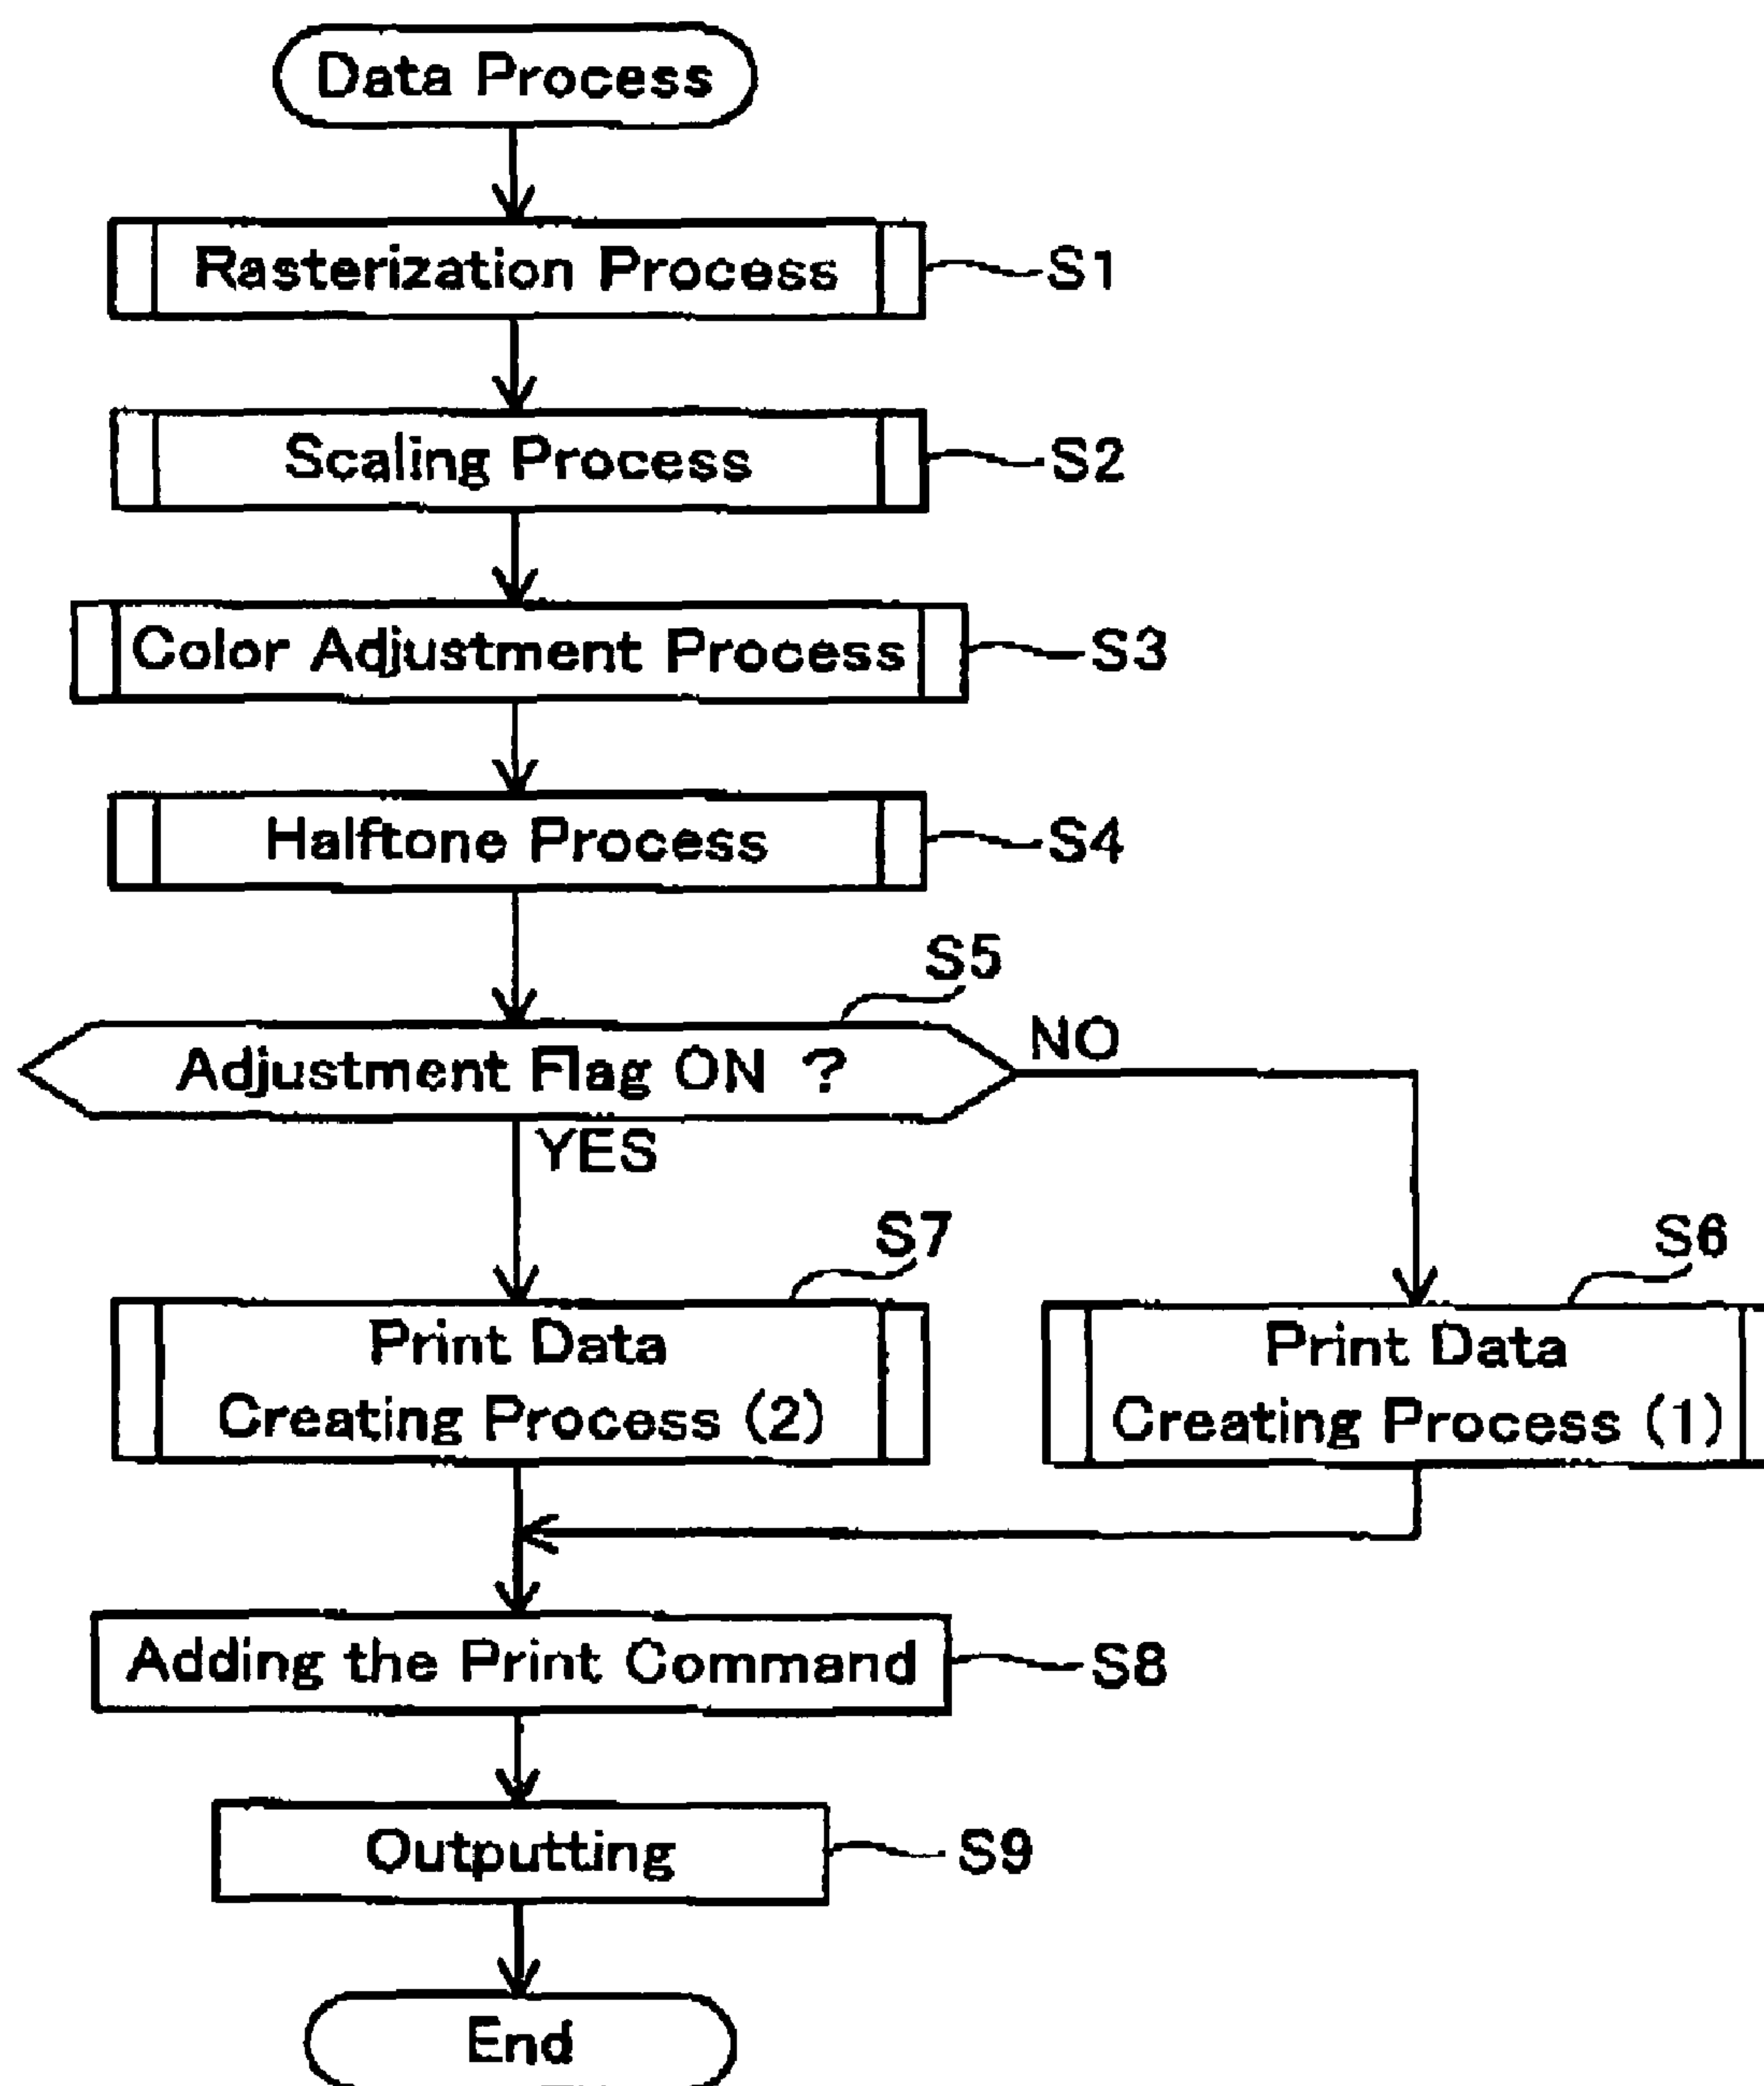 Data Process
Rasterization Process
S1
Scaling Process
S2
Color Adjustment Process
S3
Halftone Process
S4
S5
Adjustment Flag ON ?
NO
YES
S7
Print Data
Creating Process (2)
S6
Print Data
Creating Process (1)
Adding the Print Command
S8
Outputting
S9
End